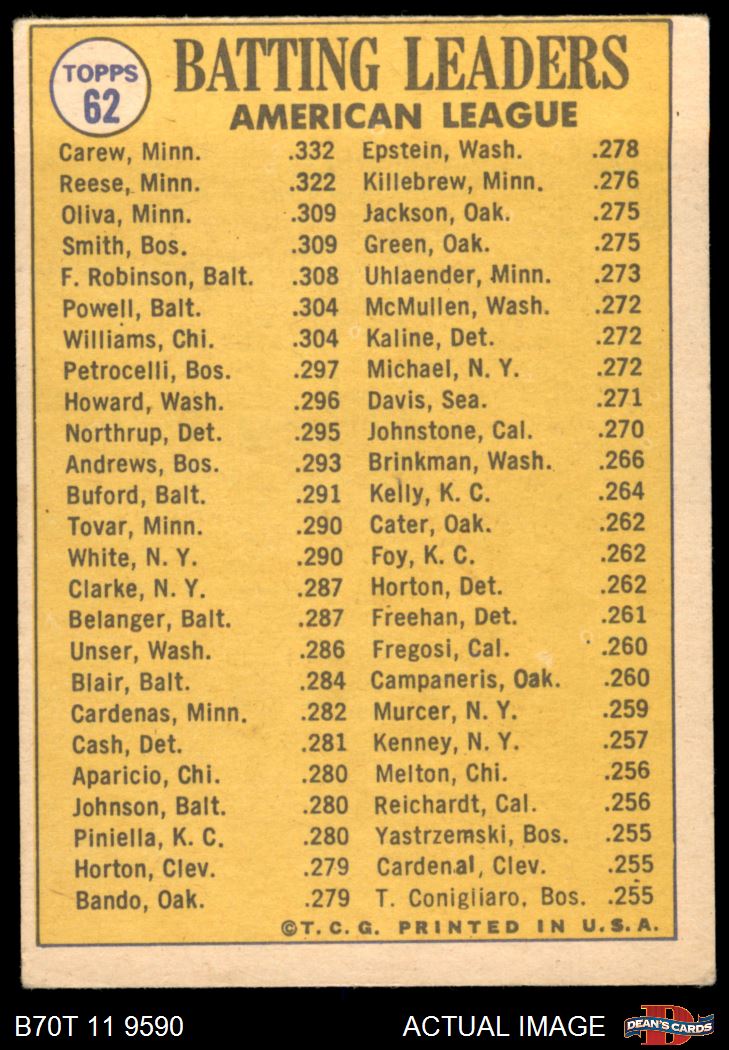 TOPPS
62
BATTING LEADERS
AMERICAN LEAGUE
Carew, Minn. .332
Reese, Minn. .322
Oliva, Minn. .309
Smith, Bos. .309
F. Robinson, Balt. .308
Powell, Balt. .304
Williams, Chi. .304
Petrocelli, Bos. .297
Howard, Wash. .296
Northrup, Det. .295
Andrews, Bos. .293
Buford, Balt. .291
Tovar, Minn. .290
White, N. Y. .290
Clarke, N. Y. .287
Belanger, Balt. .287
Unser, Wash. .286
Blair, Balt. .284
Cardenas, Minn. .282
Cash, Det. .281
Aparicio, Chi. .280
Johnson, Balt. .280
Piniella, K. C. .280
Horton, Clev. .279
Bando, Oak. .279
Epstein, Wash. .278
Killebrew, Minn. .276
Jackson, Oak. .275
Green, Oak. .275
Uhlaender, Minn. .273
McMullen, Wash. .272
Kaline, Det. .272
Michael, N. Y. .272
Davis, Sea. .271
Johnstone, Cal. .270
Brinkman, Wash. .266
Kelly, K. C. .264
Cater, Oak. .262
Foy, K. C. .262
Horton, Det. .262
Freehan, Det. .261
Fregosi, Cal. .260
Campaneris, Oak. .260
Murcer, N. Y. .259
Kenney, N. Y. .257
Melton, Chi. .256
Reichardt, Cal. .256
Yastrzemski, Bos. .255
Cardenal, Clev. .255
T. Conigliaro, Bos. .255
©T. C. G. PRINTED IN U. S. A.
B70T 11 9590 ACTUAL IMAGE
D
DEAN'S CARDS